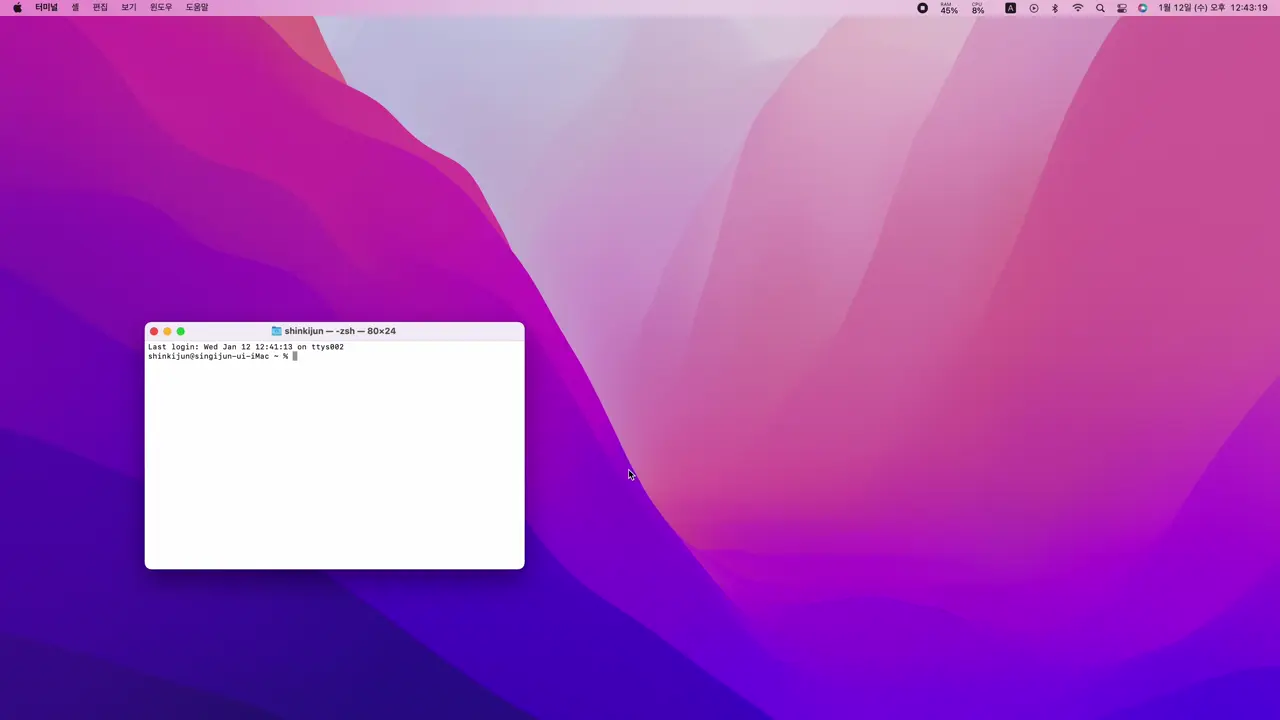 터미널 셸 편집 보기 윈도우 도움말 RAM 45% CPU 8% A 1월 12일 (수) 오후 12:43:19
shinkijun — -zsh — 80×24
Last login: Wed Jan 12 12:41:13 on ttys002
shinkijun@singijun-ui-iMac ~ %